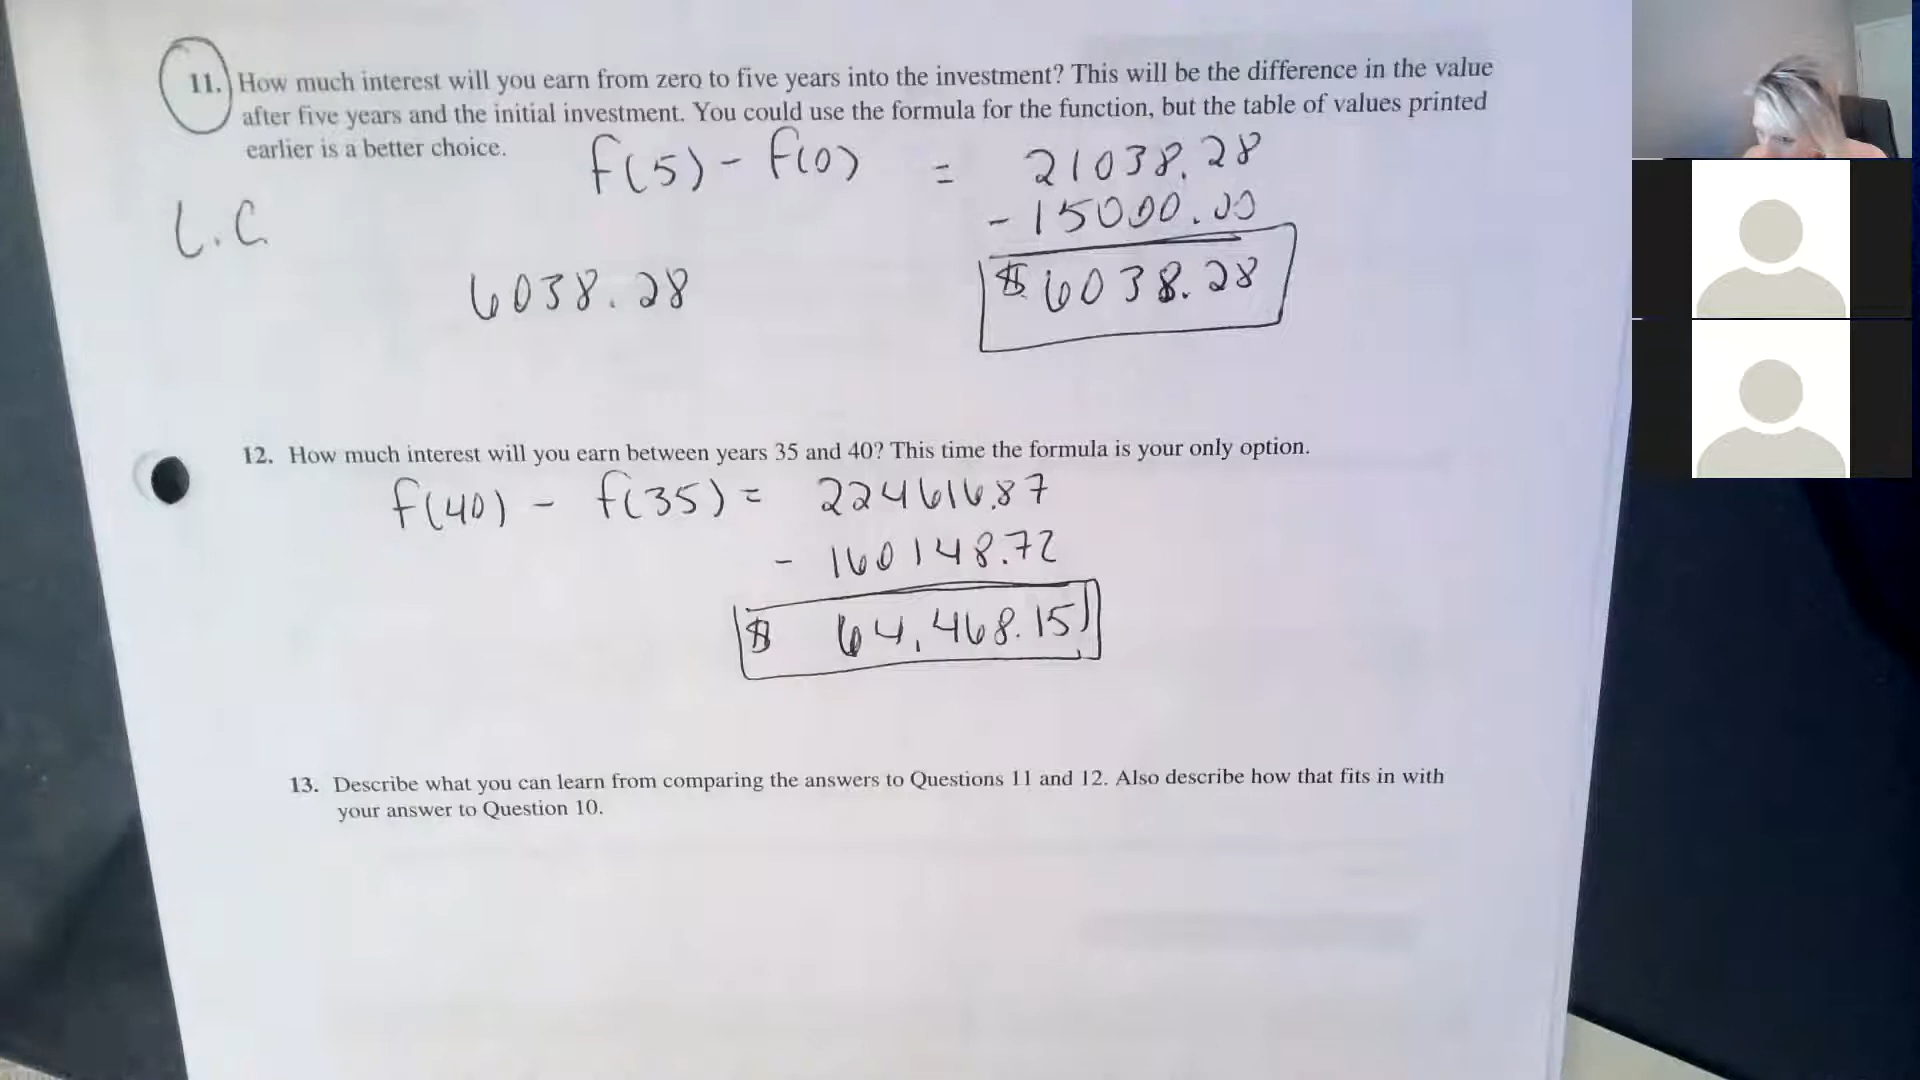 11. How much interest will you earn from zero to five years into the investment? This will be the difference in the value
after five years and the initial investment. You could use the formula for the function, but the table of values printed
earlier is a better choice.
f(5) - f(0) = 21038.28
- 15000.00
L.C.
6038.28
$ 6038.28
12. How much interest will you earn between years 35 and 40? This time the formula is your only option.
f(40) - f(35) = 224616.87
- 160148.72
$ 64,468.15
13. Describe what you can learn from comparing the answers to Questions 11 and 12. Also describe how that fits in with
your answer to Question 10.